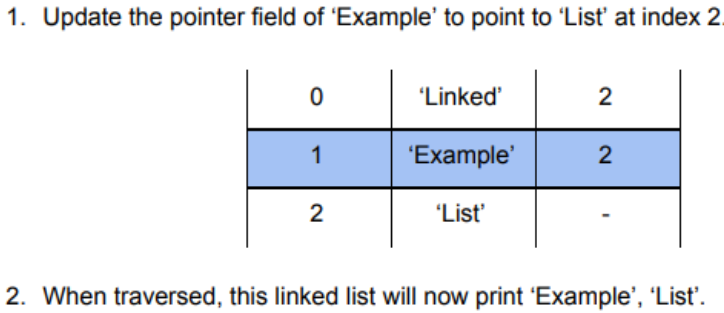 1. Update the pointer field of ‘Example’ to point to ‘List’ at index 2.
0 ‘Linked’ 2
1 ‘Example’ 2
2 ‘List’ -
2. When traversed, this linked list will now print ‘Example’, ‘List’.